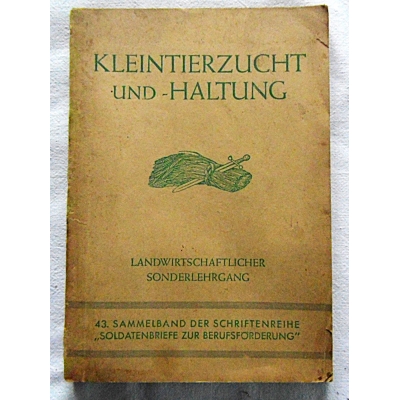 KLEINTIERZUCHT
UND -HALTUNG
LANDWIRTSCHAFTLICHER
SONDERLEHRGANG
43. SAMMELBAND DER SCHRIFTENREIHE
„SOLDATENBRIEFE ZUR BERUFSFÖRDERUNG"